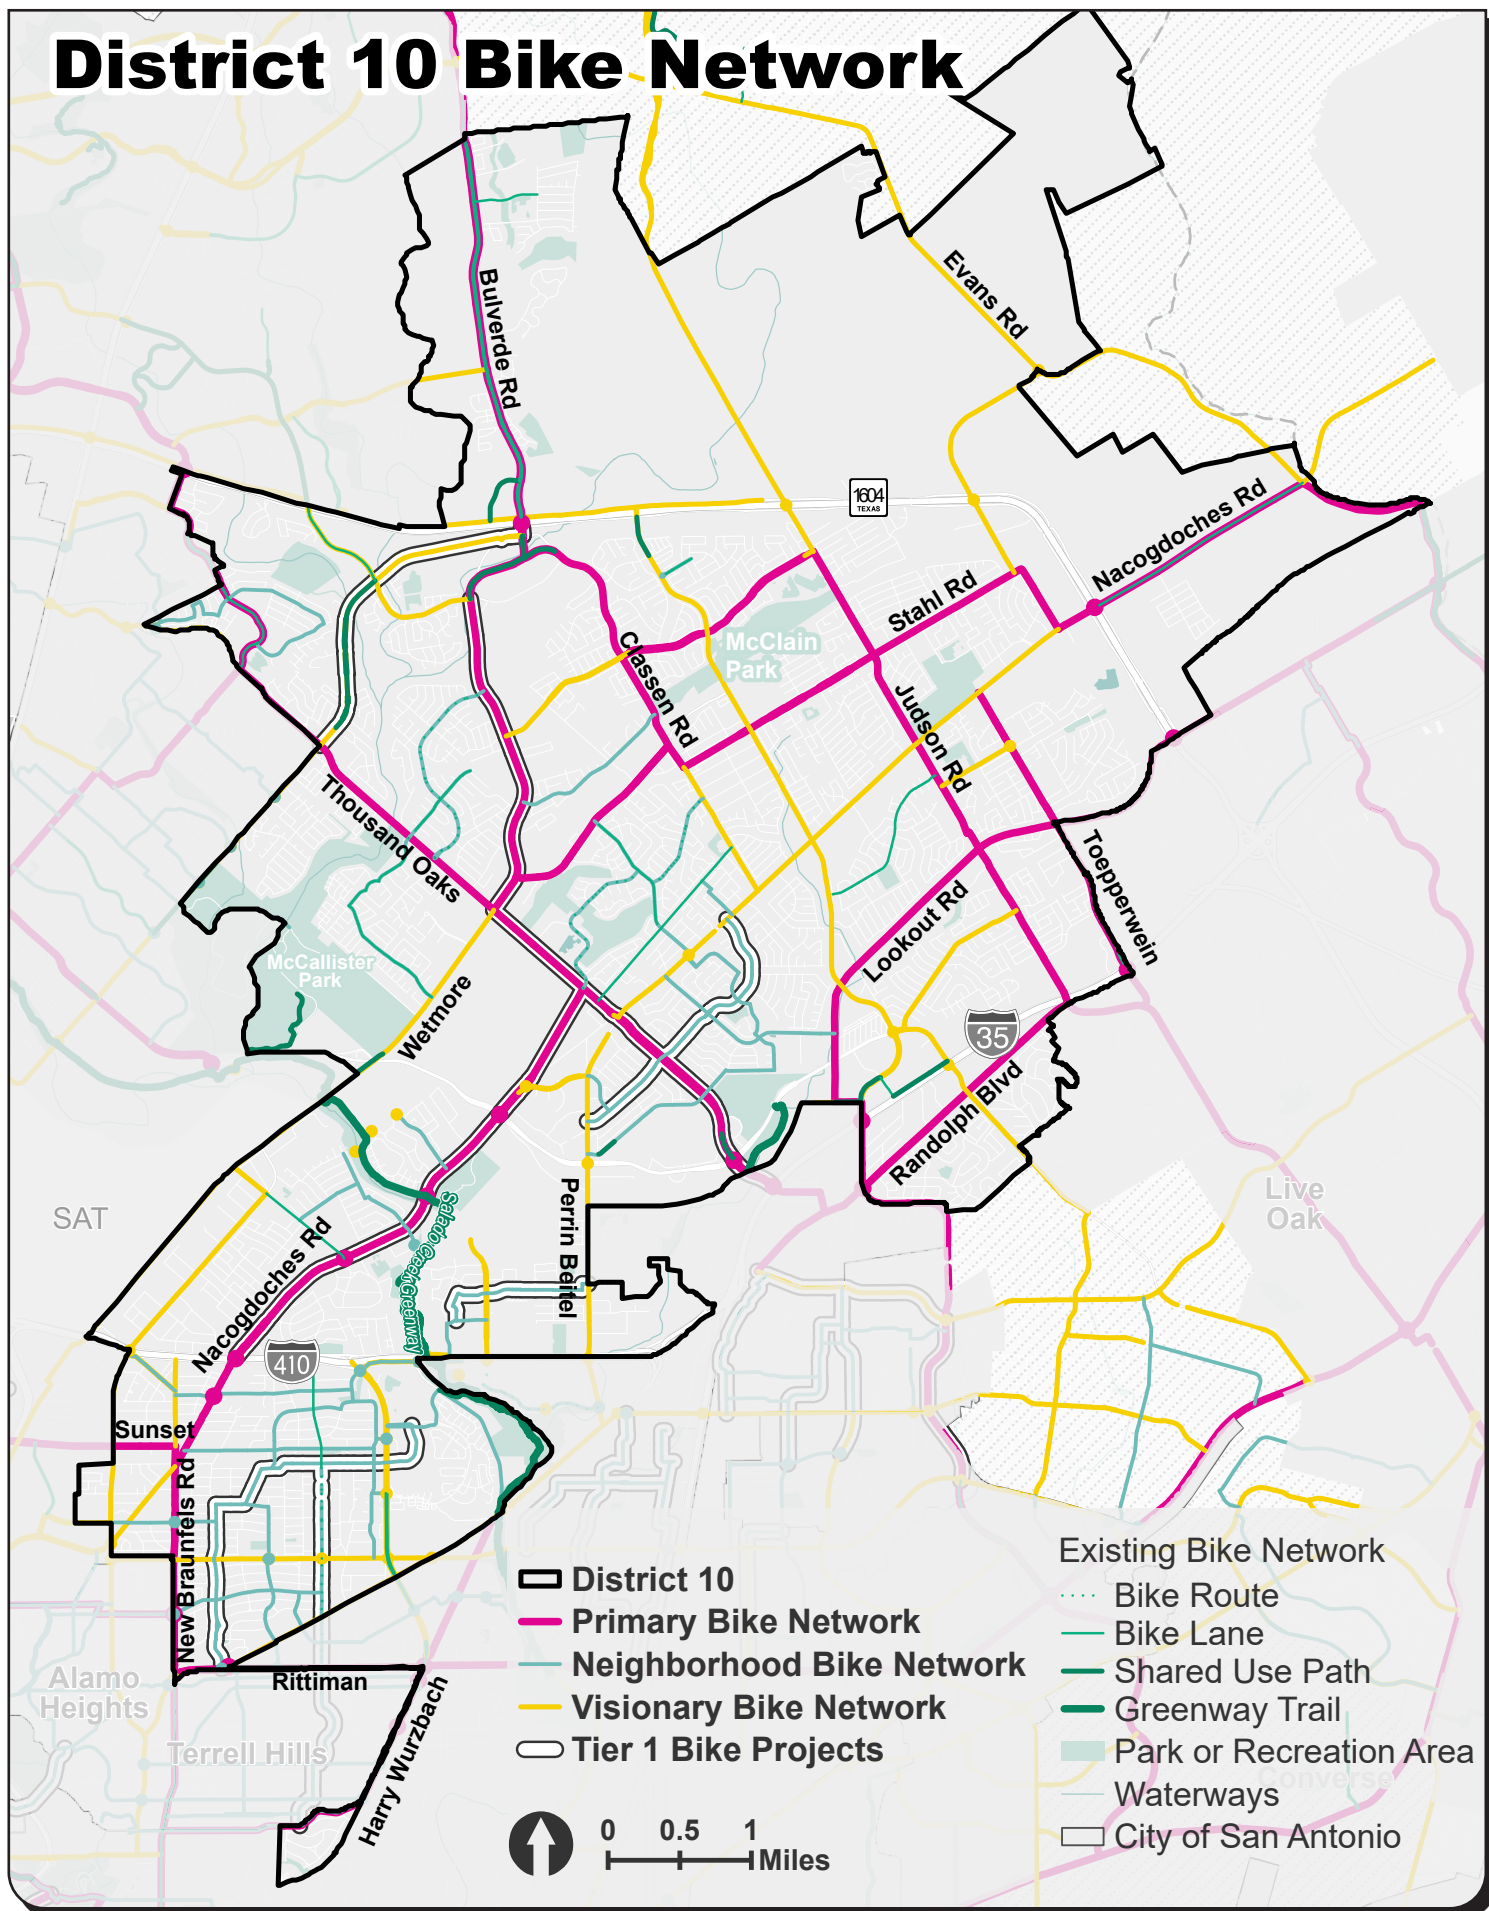 District 10 Bike Network
Evans Rd
Bulverde Rd
1604
TEXAS
Nacogdoches Rd
Stahl Rd
McClain
Park
Classen Rd
Judson Rd
Thousand Oaks
Toepperwein
Lookout Rd
McCallister
Park
Wetmore
35
Randolph Blvd
SAT
Live
Oak
Perrin Beitel
Salado Creek Greenway
Nacogdoches Rd
410
Sunset
New Braunfels Rd
Rittiman
Alamo
Heights
Terrell Hills
Harry Wurzbach
Converse
District 10
Primary Bike Network
Neighborhood Bike Network
Visionary Bike Network
Tier 1 Bike Projects
0 0.5 1
Miles
Existing Bike Network
Bike Route
Bike Lane
Shared Use Path
Greenway Trail
Park or Recreation Area
Waterways
City of San Antonio